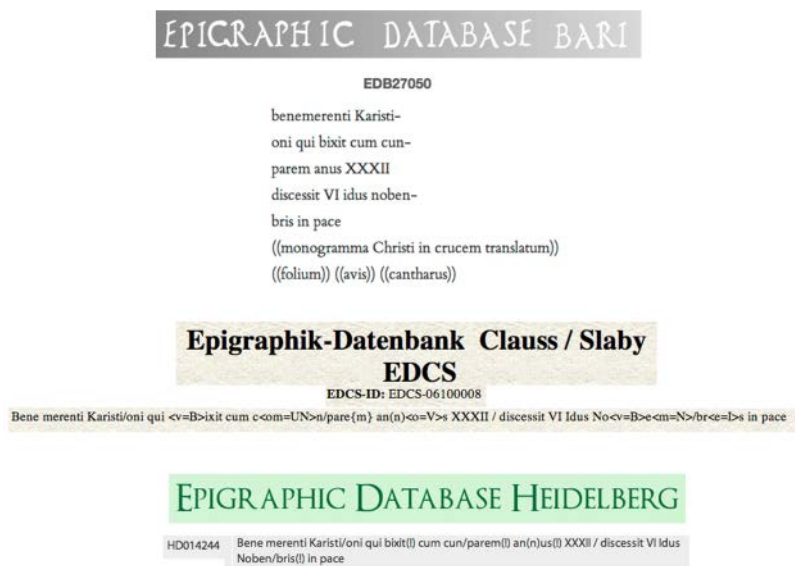 EPIGRAPHIC DATABASE BARI
EDB27050
benemerenti Karisti-
oni qui bixit cum cun-
parem anus XXXII
discessit VI idus noben-
bris in pace
((monogramma Christi in crucem translatum))
((folium)) ((avis)) ((cantharus))
Epigraphik-Datenbank Clauss / Slaby
EDCS
EDCS-ID: EDCS-06100008
Bene merenti Karisti/oni qui <v=B>ixit cum c<om=UN>n/pare{m} an(n)<o=V>s XXXII / discessit VI Idus No<v=B>e<m=N>/br<e=I>s in pace
EPIGRAPHIC DATABASE HEIDELBERG
HD014244 Bene merenti Karisti/oni qui bixit(!) cum cun/parem(!) an(n)us(!) XXXII / discessit VI Idus
Noben/bris(!) in pace